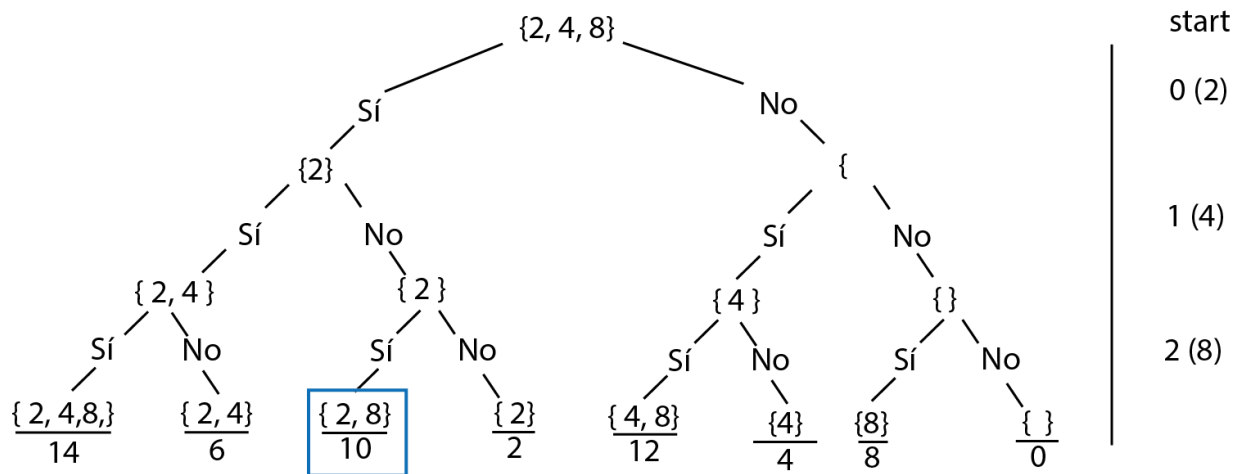 {2, 4, 8}
start
Sí
No
0 (2)
{2}
{
Sí
No
Sí
No
1 (4)
{ 2, 4 }
{ 2 }
{ 4 }
{ }
Sí
No
Sí
No
Sí
No
Sí
No
2 (8)
{ 2, 4,8,}
{ 2, 4}
{ 2, 8}
{ 2}
{ 4, 8}
{4}
{8}
{ }
14
6
10
2
12
4
8
0